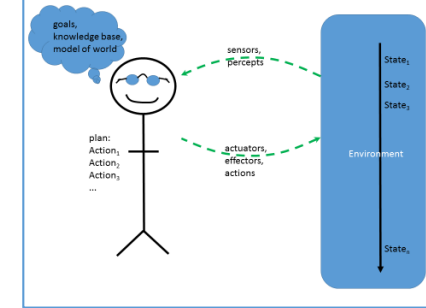 goals,
knowledge base,
model of world
sensors,
percepts
State₁
State₂
State₃
plan:
Action₁
Action₂
Action₃
...
actuators,
effectors,
actions
Environment
Stateₙ